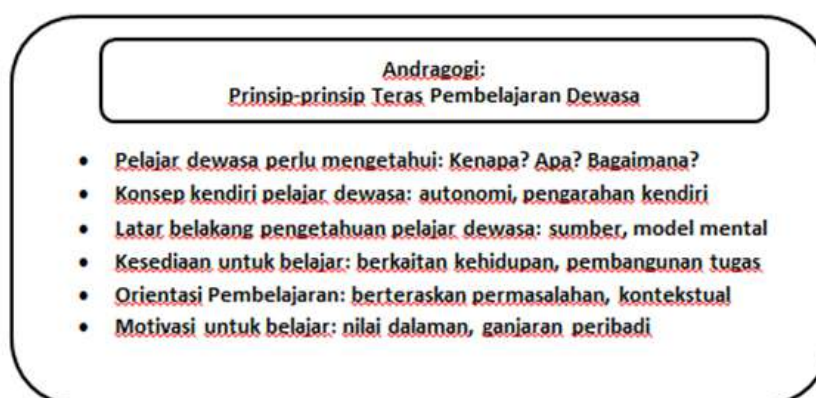 Andragogi:
Prinsip-prinsip Teras Pembelajaran Dewasa
• Pelajar dewasa perlu mengetahui: Kenapa? Apa? Bagaimana?
• Konsep kendiri pelajar dewasa: autonomi, pengarahan kendiri
• Latar belakang pengetahuan pelajar dewasa: sumber, model mental
• Kesediaan untuk belajar: berkaitan kehidupan, pembangunan tugas
• Orientasi Pembelajaran: berteraskan permasalahan, kontekstual
• Motivasi untuk belajar: nilai dalaman, ganjaran peribadi